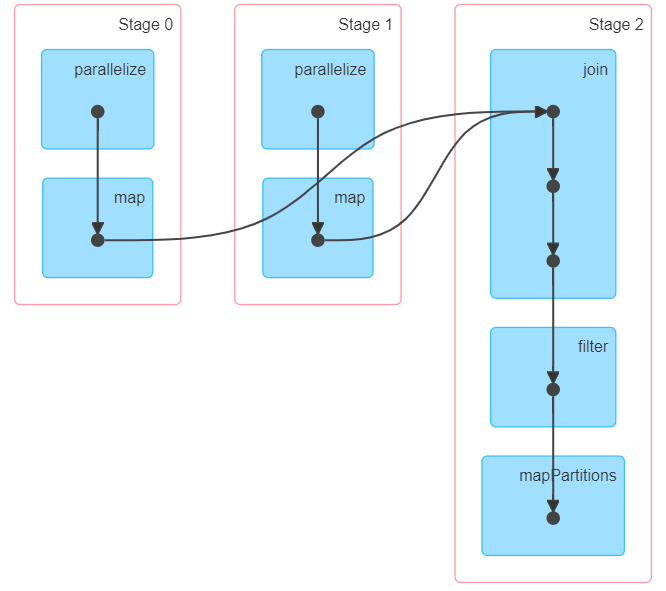 Stage 0
parallelize
map
Stage 1
parallelize
map
Stage 2
join
filter
mapPartitions